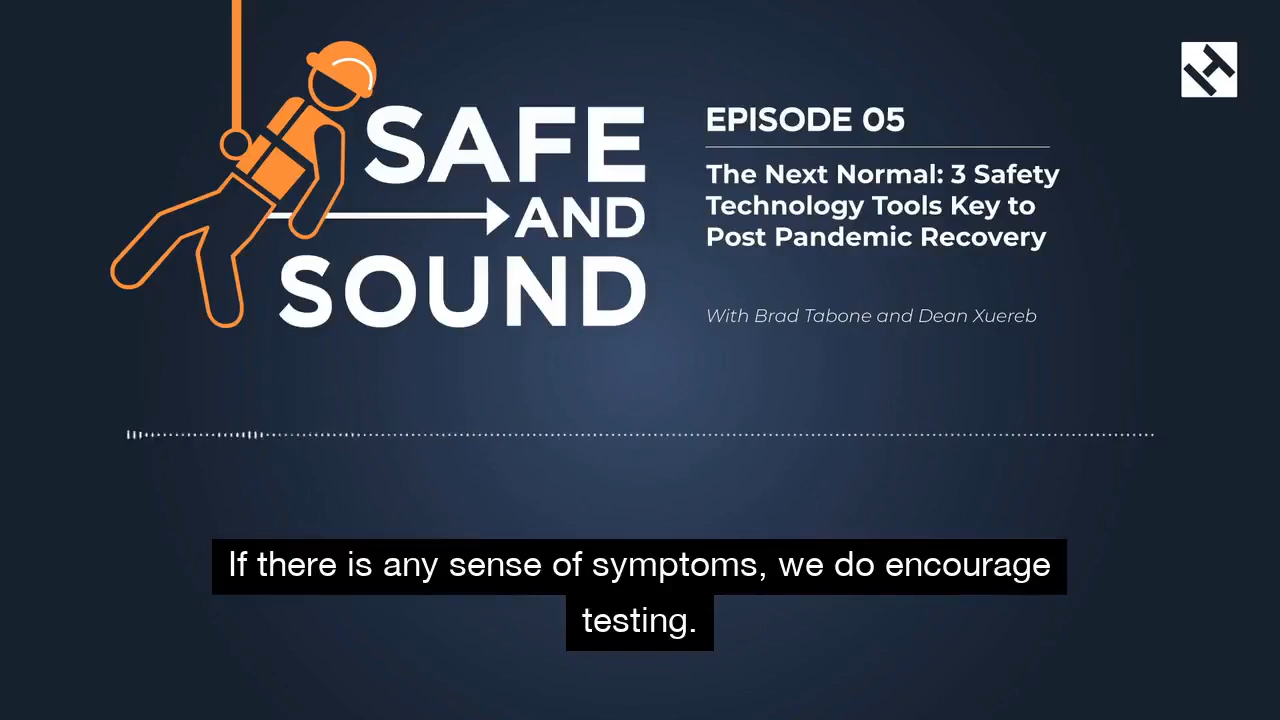 SAFE
AND
SOUND
EPISODE 05
The Next Normal: 3 Safety
Technology Tools Key to
Post Pandemic Recovery
With Brad Tabone and Dean Xuereb
If there is any sense of symptoms, we do encourage
testing.